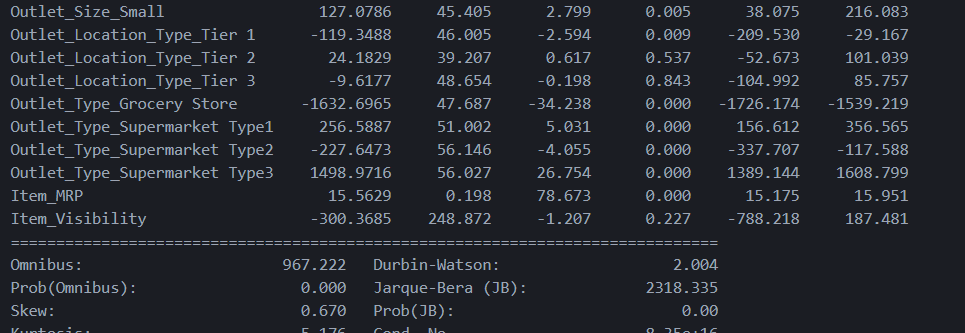 Outlet_Size_Small 127.0786 45.405 2.799 0.005 38.075 216.083
Outlet_Location_Type_Tier 1 -119.3488 46.005 -2.594 0.009 -209.530 -29.167
Outlet_Location_Type_Tier 2 24.1829 39.207 0.617 0.537 -52.673 101.039
Outlet_Location_Type_Tier 3 -9.6177 48.654 -0.198 0.843 -104.992 85.757
Outlet_Type_Grocery Store -1632.6965 47.687 -34.238 0.000 -1726.174 -1539.219
Outlet_Type_Supermarket Type1 256.5887 51.002 5.031 0.000 156.612 356.565
Outlet_Type_Supermarket Type2 -227.6473 56.146 -4.055 0.000 -337.707 -117.588
Outlet_Type_Supermarket Type3 1498.9716 56.027 26.754 0.000 1389.144 1608.799
Item_MRP 15.5629 0.198 78.673 0.000 15.175 15.951
Item_Visibility -300.3685 248.872 -1.207 0.227 -788.218 187.481
==============================================================================
Omnibus: 967.222 Durbin-Watson: 2.004
Prob(Omnibus): 0.000 Jarque-Bera (JB): 2318.335
Skew: 0.670 Prob(JB): 0.00
Kurtosis: 5.176 Cond. No. 8.35e+16